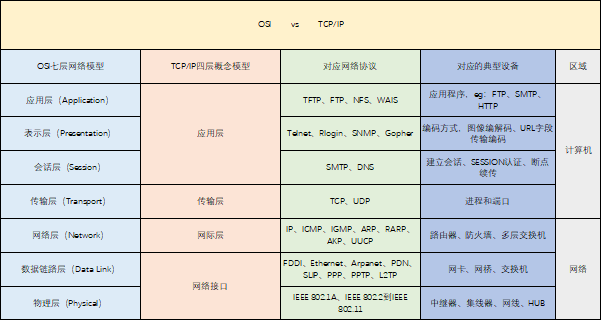 OSI vs TCP/IP
OSI七层网络模型 TCP/IP四层概念模型 对应网络协议 对应的典型设备 区域
应用层（Application） 应用层 TFTP、FTP、NFS、WAIS 应用程序，eg：FTP、SMTP、
HTTP 计算机
表示层（Presentation） Telnet、Rlogin、SNMP、Gopher 编码方式，图像编解码、URL字段
传输编码
会话层（Session） SMTP、DNS 建立会话、SESSION认证、断点
续传
传输层（Transport） 传输层 TCP、UDP 进程和端口
网络层（Network） 网际层 IP、ICMP、IGMP、ARP、RARP、
AKP、UUCP 路由器、防火墙、多层交换机 网络
数据链路层（Data Link） 网络接口 FDDI、Ethernet、Arpanet、PDN、
SLIP、PPP、PPTP、L2TP 网卡、网桥、交换机
物理层（Physical） IEEE 802.1A、IEEE 802.2到IEEE
802.11 中继器、集线器、网线、HUB